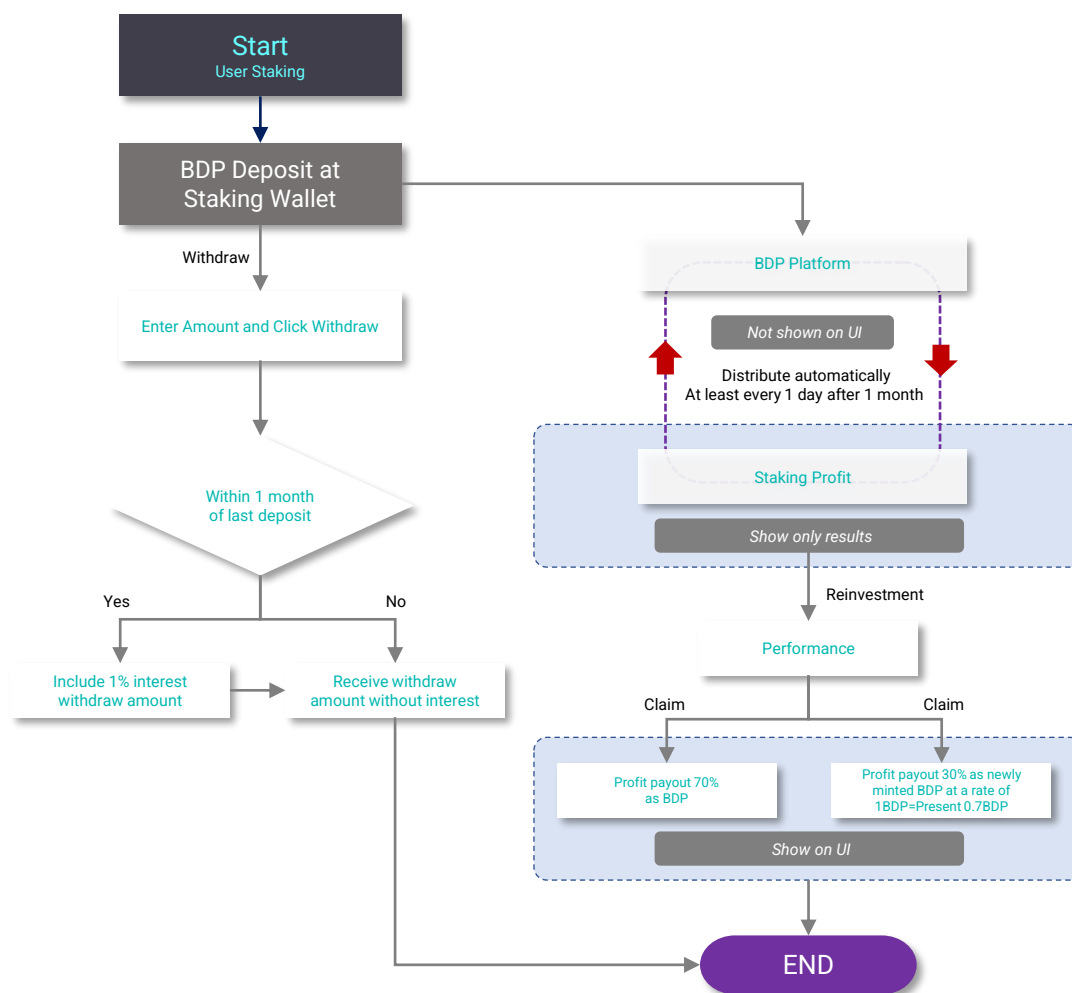 Start
User Staking
BDP Deposit at
Staking Wallet
Withdraw
Enter Amount and Click Withdraw
Within 1 month
of last deposit
Yes
No
Include 1% interest
withdraw amount
Receive withdraw
amount without interest
BDP Platform
Not shown on UI
Distribute automatically
At least every 1 day after 1 month
Staking Profit
Show only results
Reinvestment
Performance
Claim
Claim
Profit payout 70%
as BDP
Profit payout 30% as newly
minted BDP at a rate of
1BDP=Present 0.7BDP
Show on UI
END